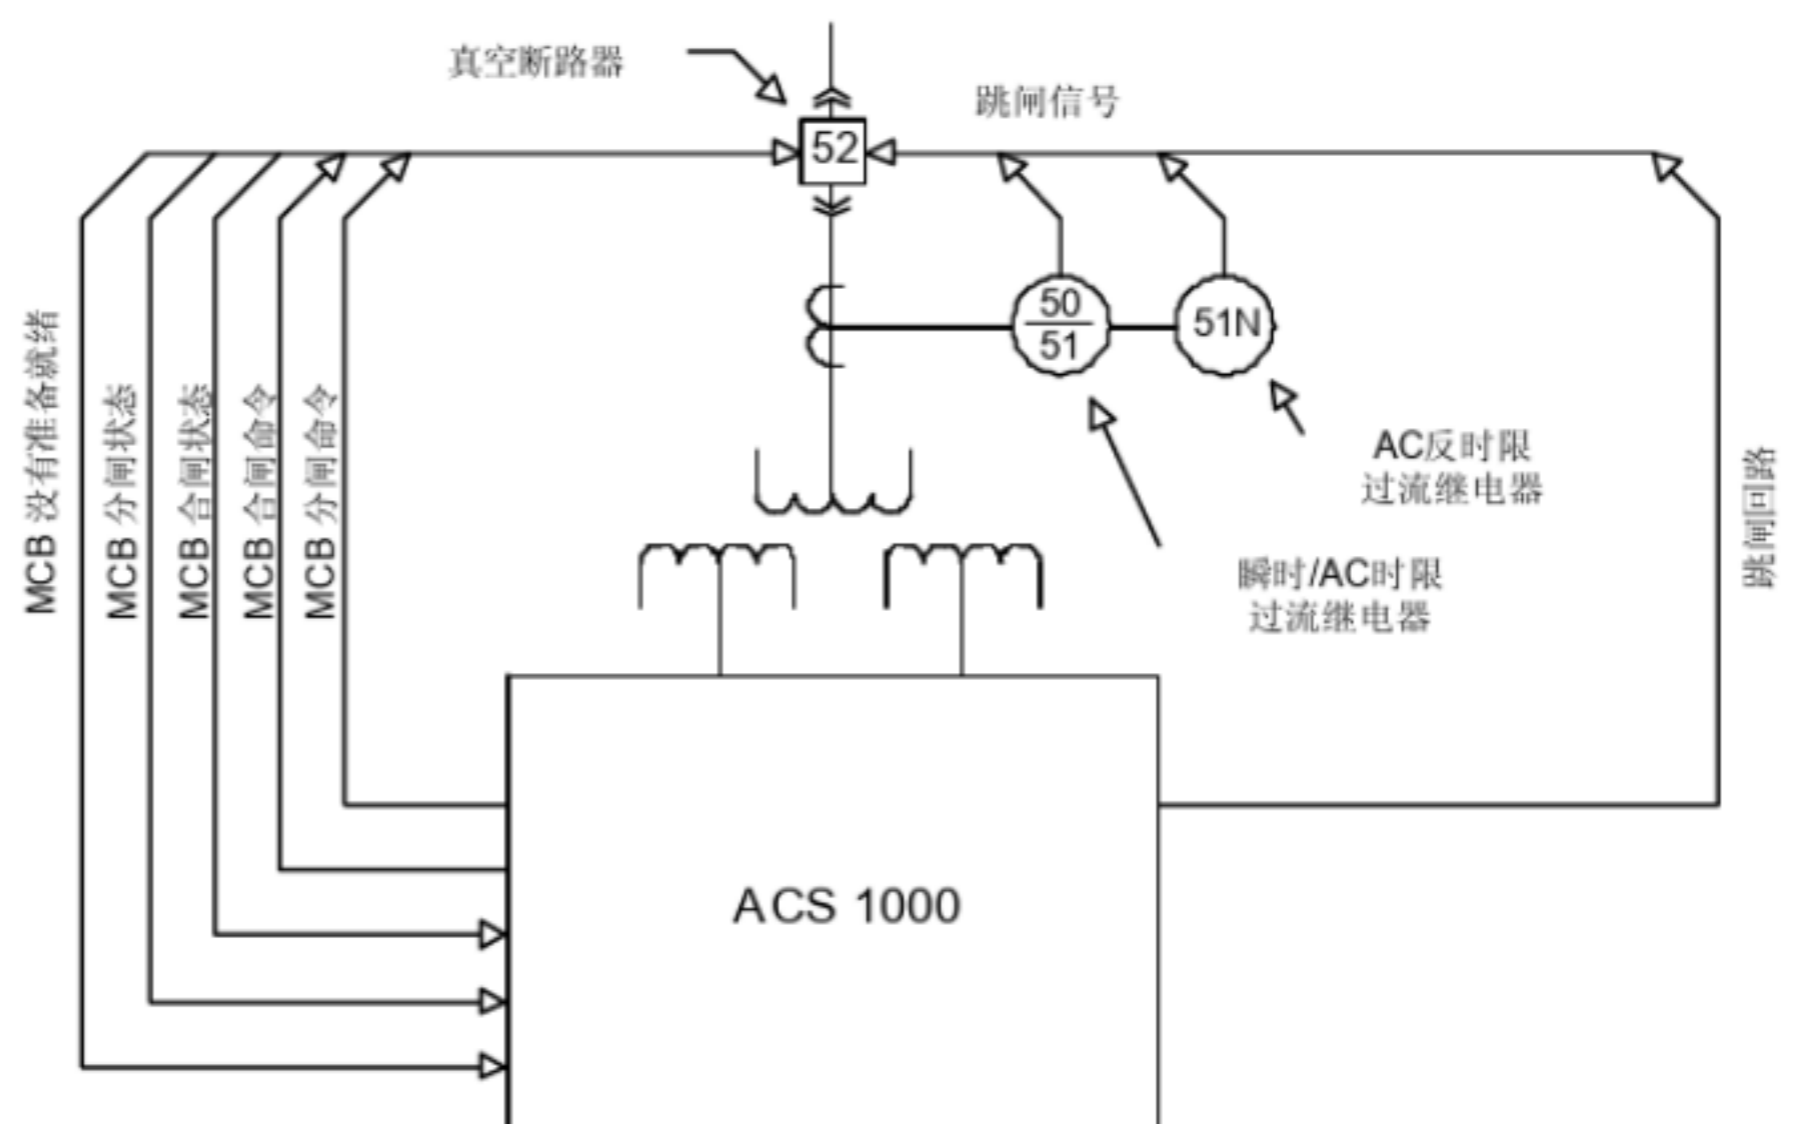 真空断路器
跳闸信号
52
50
51
51N
MCB 没有准备就绪
MCB 分闸状态
MCB 合闸状态
MCB 合闸命令
MCB 分闸命令
AC反时限
过流继电器
瞬时/AC时限
过流继电器
跳闸回路
ACS 1000